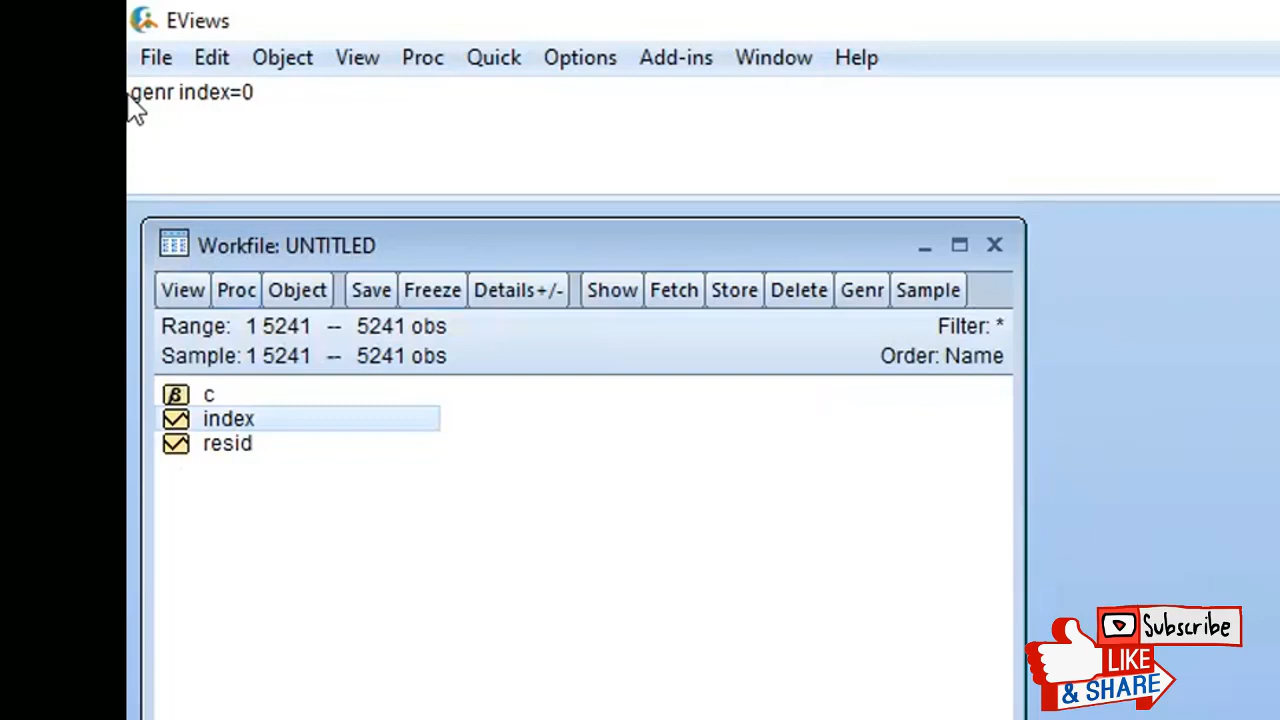 EViews
File Edit Object View Proc Quick Options Add-ins Window Help
genr index=0
Workfile: UNTITLED
View Proc Object Save Freeze Details+/- Show Fetch Store Delete Genr Sample
Range: 1 5241 -- 5241 obs Filter: *
Sample: 1 5241 -- 5241 obs Order: Name
β c
index
resid
Subscribe
LIKE
& SHARE